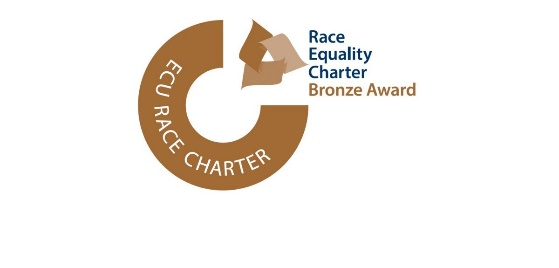 Race
Equality
Charter
Bronze Award
ECU RACE CHARTER